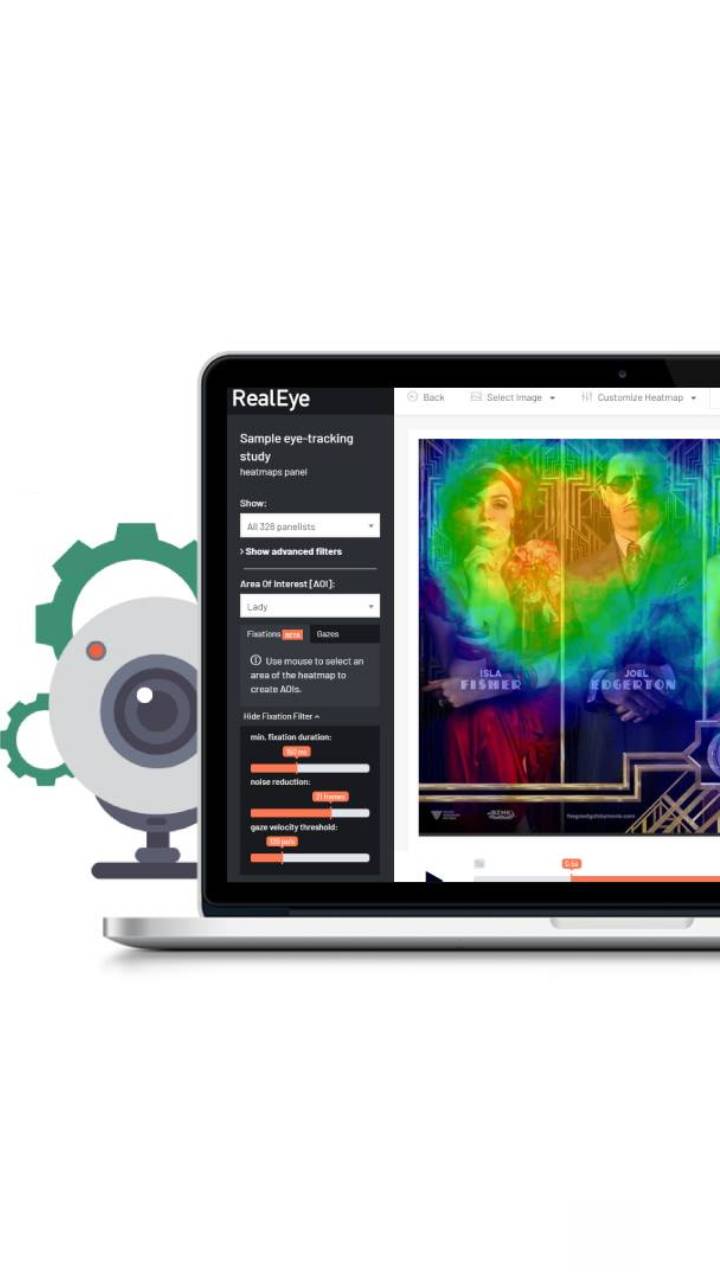 RealEye
Back
Select Image
Customize Heatmap
Sample eye-tracking
study
heatmaps panel
Show:
All 328 panelists
Show advanced filters
Area Of Interest [AOI]:
Lady
Fixations BETA
Gazes
Use mouse to select an
area of the heatmap to
create AOIs.
Hide Fixation Filter
min. fixation duration:
noise reduction:
21 frames
gaze velocity threshold:
ISLA
FISHER
JOEL
EDGERTON